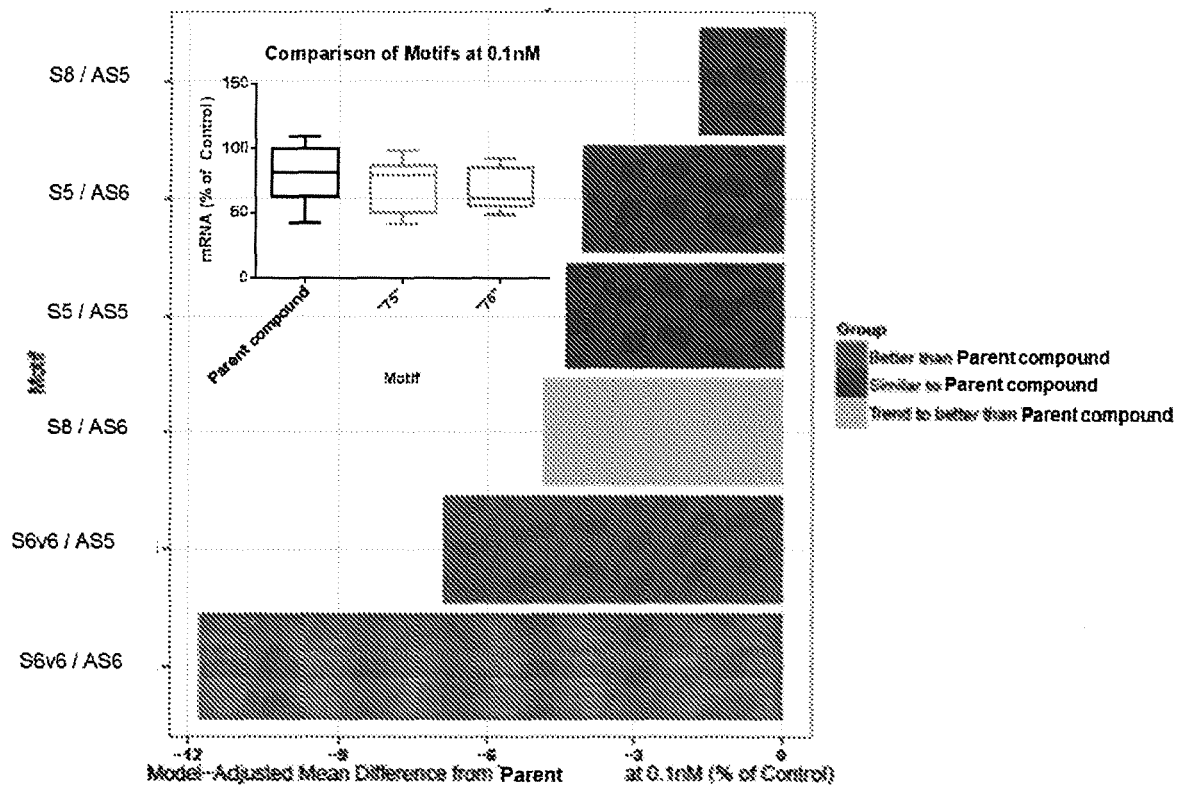 Comparison of Motifs at 0.1nM
mRNA (% of Control)
150
100
50
0
Parent compound
"75"
"76"
Motif
Motif
S8 / AS5
S5 / AS6
S5 / AS5
S8 / AS6
S6v6 / AS5
S6v6 / AS6
-12
-9
-6
-3
0
Model-Adjusted Mean Difference from Parent at 0.1nM (% of Control)
Group
Better than Parent compound
Similar to Parent compound
Trend to better than Parent compound